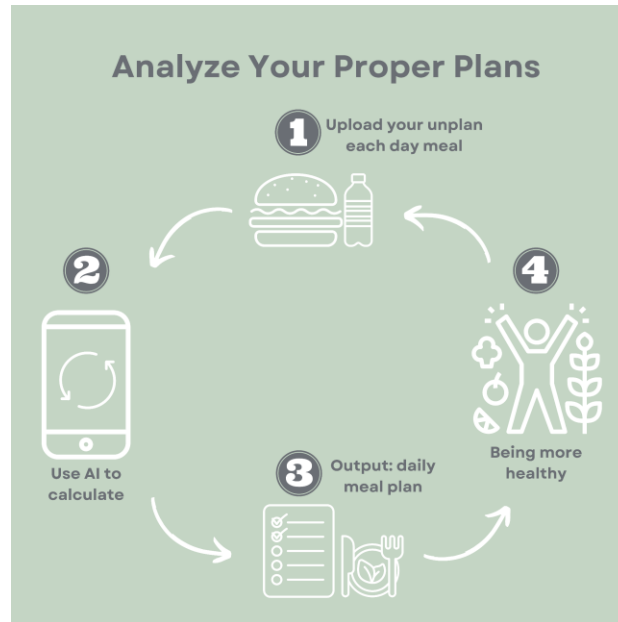 Analyze Your Proper Plans
1
Upload your unplan
each day meal
2
Use AI to
calculate
3
Output: daily
meal plan
4
Being more
healthy